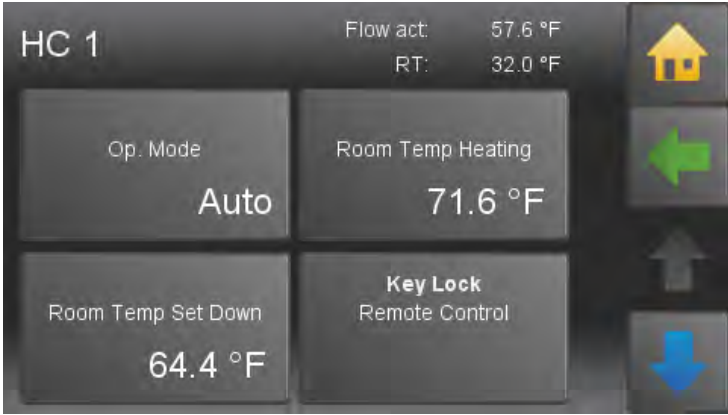 HC 1
Flow act: 57.6 °F
RT: 32.0 °F
Op. Mode
Auto
Room Temp Heating
71.6 °F
Room Temp Set Down
64.4 °F
Key Lock
Remote Control